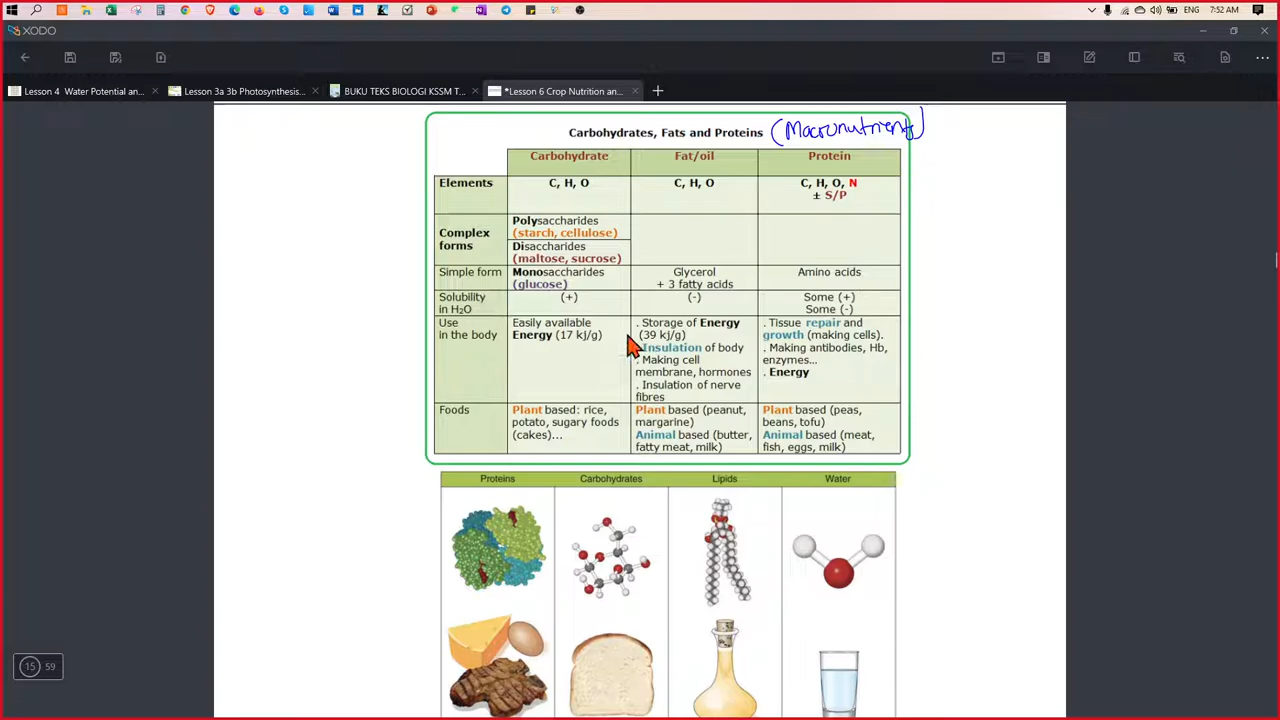 ENG
7:52 AM
XODO
Lesson 4 Water Potential an...
Lesson 3a 3b Photosynthesis...
BUKU TEKS BIOLOGI KSSM T...
*Lesson 6 Crop Nutrition an...
Carbohydrates, Fats and Proteins (Macronutrient)
Carbohydrate Fat/oil Protein
Elements C, H, O C, H, O C, H, O, N
± S/P
Complex forms
Polysaccharides
(starch, cellulose)
Disaccharides
(maltose, sucrose)
Simple form
Monosaccharides
(glucose)
Glycerol
+ 3 fatty acids
Amino acids
Solubility
in H2O
(+)
(-)
Some (+)
Some (-)
Use
in the body
Easily available
Energy (17 kj/g)
. Storage of Energy
(39 kj/g)
Insulation of body
. Making cell
membrane, hormones
. Insulation of nerve
fibres
. Tissue repair and
growth (making cells).
. Making antibodies, Hb,
enzymes...
. Energy
Foods
Plant based: rice,
potato, sugary foods
(cakes)...
Plant based (peanut,
margarine)
Animal based (butter,
fatty meat, milk)
Plant based (peas,
beans, tofu)
Animal based (meat,
fish, eggs, milk)
Proteins Carbohydrates Lipids Water
15 59